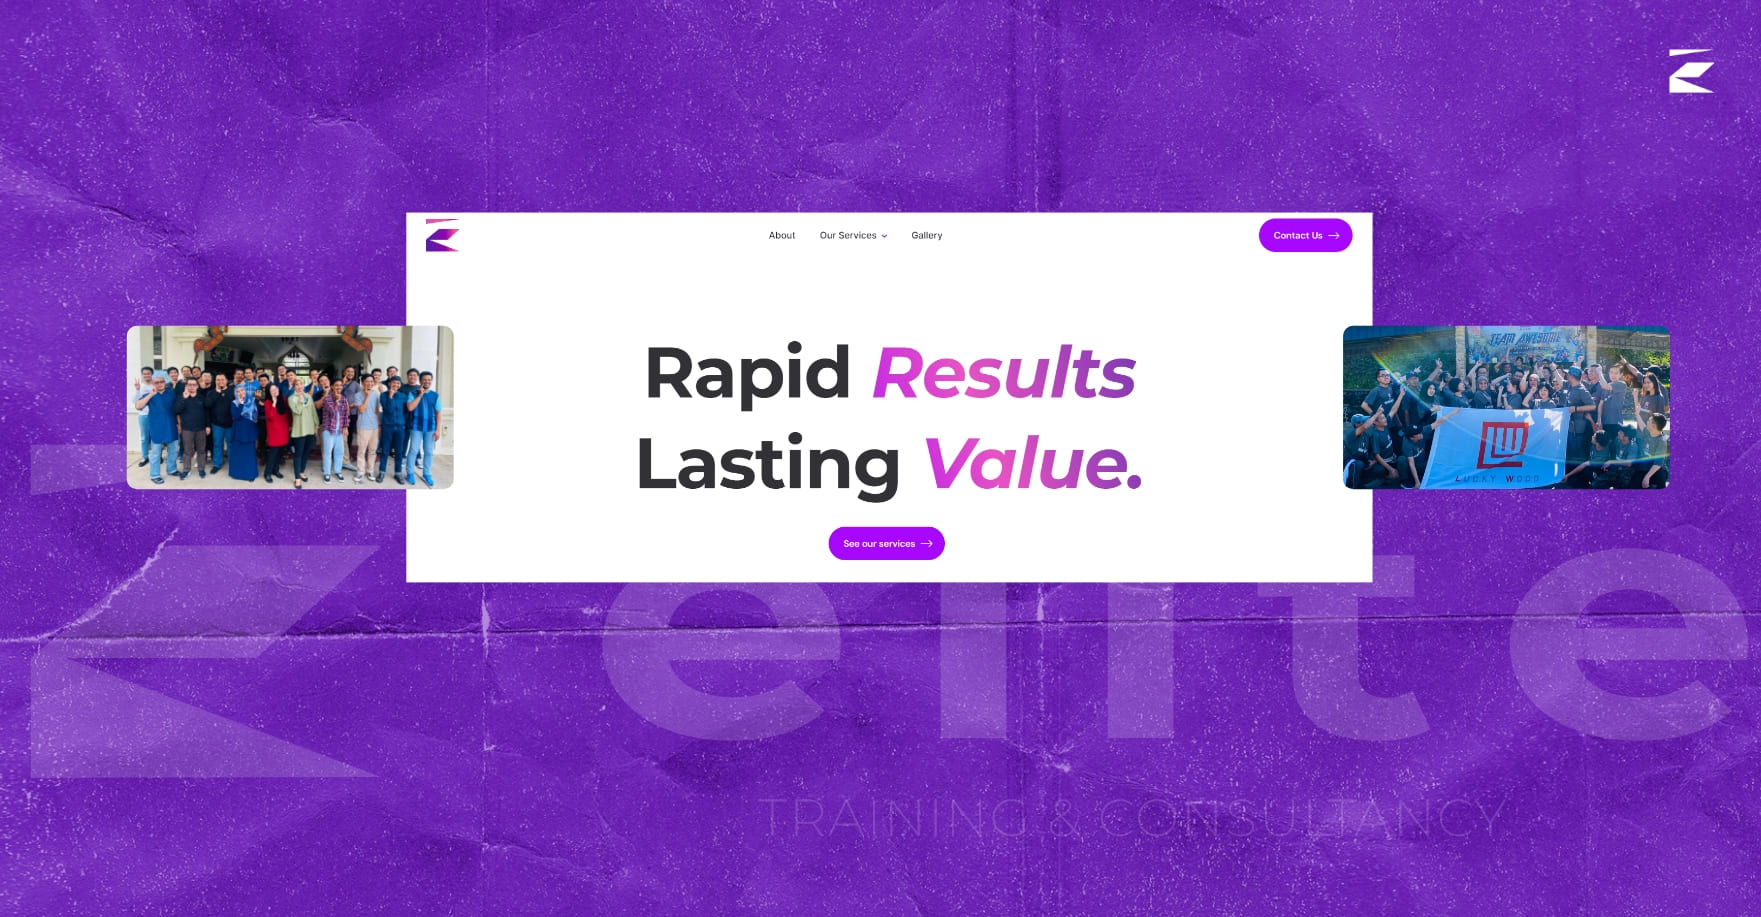 About
Our Services
Gallery
Contact Us
Rapid Results
Lasting Value.
See our services
TEAM AWESOME
LUCKY WOOD
elite
TRAINING & CONSULTANCY